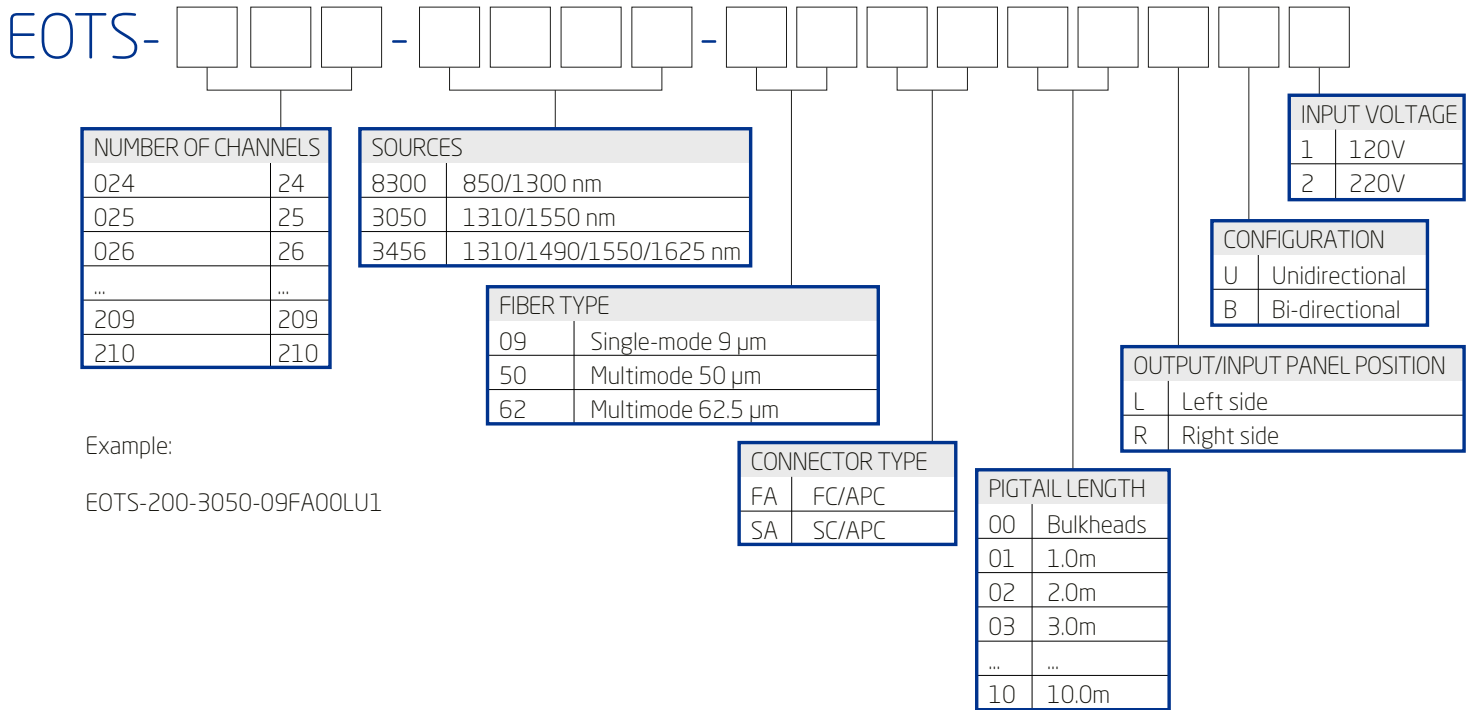 EOTS- - -
NUMBER OF CHANNELS
024 24
025 25
026 26
... ...
209 209
210 210
SOURCES
8300 850/1300 nm
3050 1310/1550 nm
3456 1310/1490/1550/1625 nm
FIBER TYPE
09 Single-mode 9 µm
50 Multimode 50 µm
62 Multimode 62.5 µm
CONNECTOR TYPE
FA FC/APC
SA SC/APC
PIGTAIL LENGTH
00 Bulkheads
01 1.0m
02 2.0m
03 3.0m
... ...
10 10.0m
OUTPUT/INPUT PANEL POSITION
L Left side
R Right side
CONFIGURATION
U Unidirectional
B Bi-directional
INPUT VOLTAGE
1 120V
2 220V
Example:
EOTS-200-3050-09FA00LU1